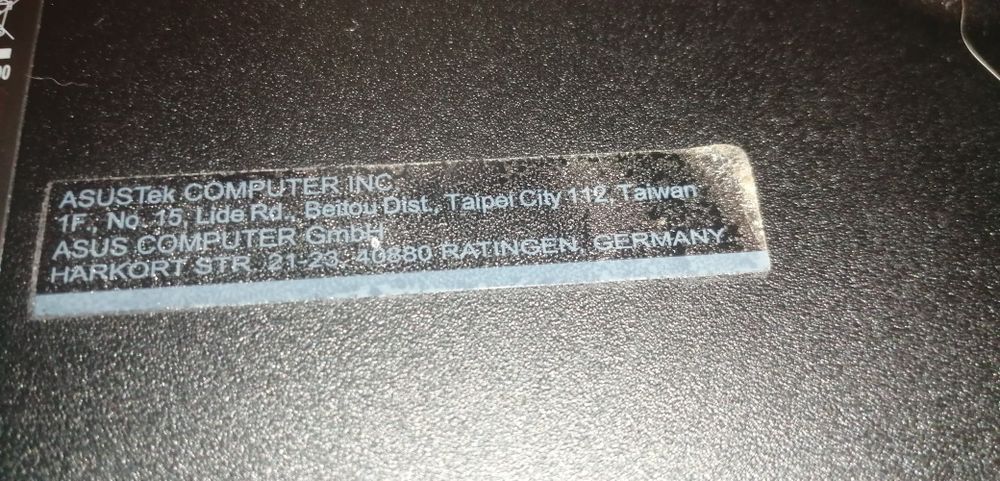 ASUSTek COMPUTER INC.
1F., No. 15, Lide Rd., Beitou Dist., Taipei City 112, Taiwan
ASUS COMPUTER GmbH
HARKORT STR. 21-23, 40880 RATINGEN, GERMANY